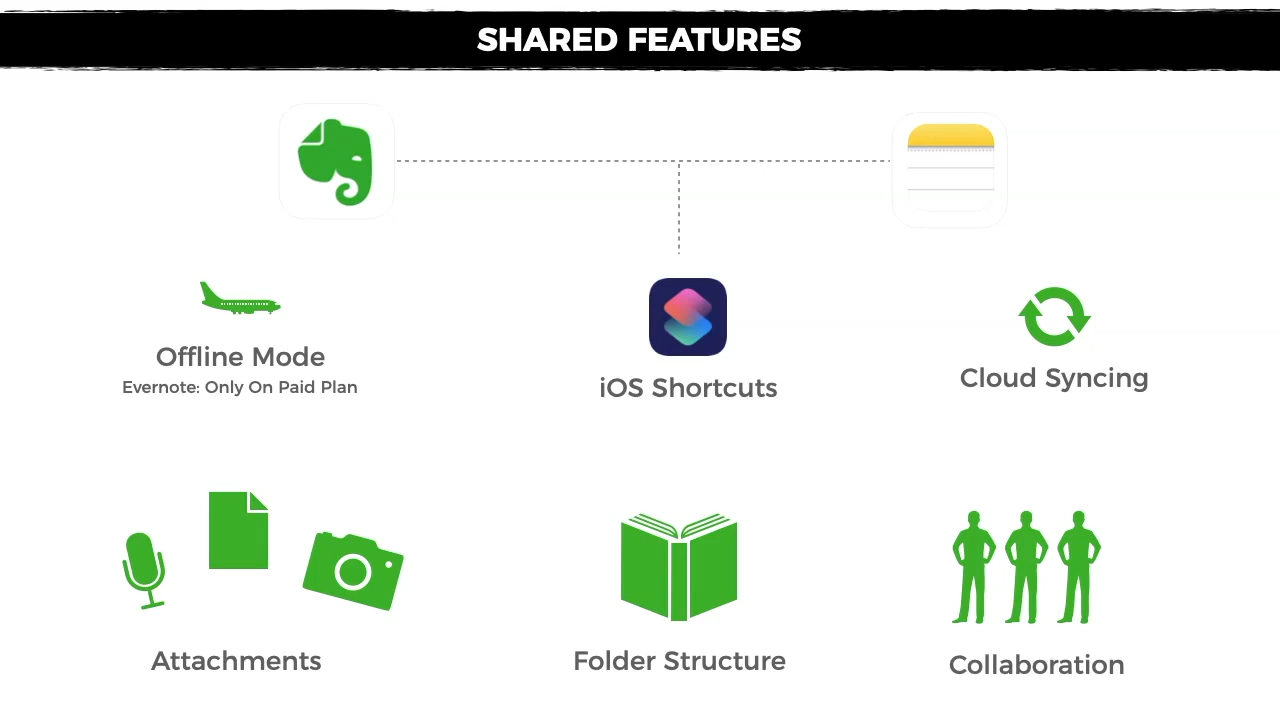 SHARED FEATURES
Offline Mode
Evernote: Only On Paid Plan
iOS Shortcuts
Cloud Syncing
Attachments
Folder Structure
Collaboration